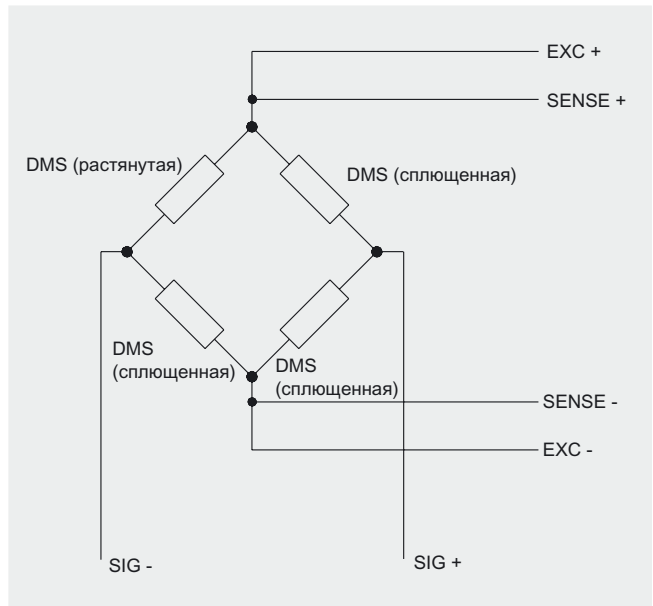 EXC +
SENSE +
DMS (растянутая)
DMS (сплющенная)
DMS
(сплющенная)
DMS
(сплющенная)
SENSE -
EXC -
SIG -
SIG +